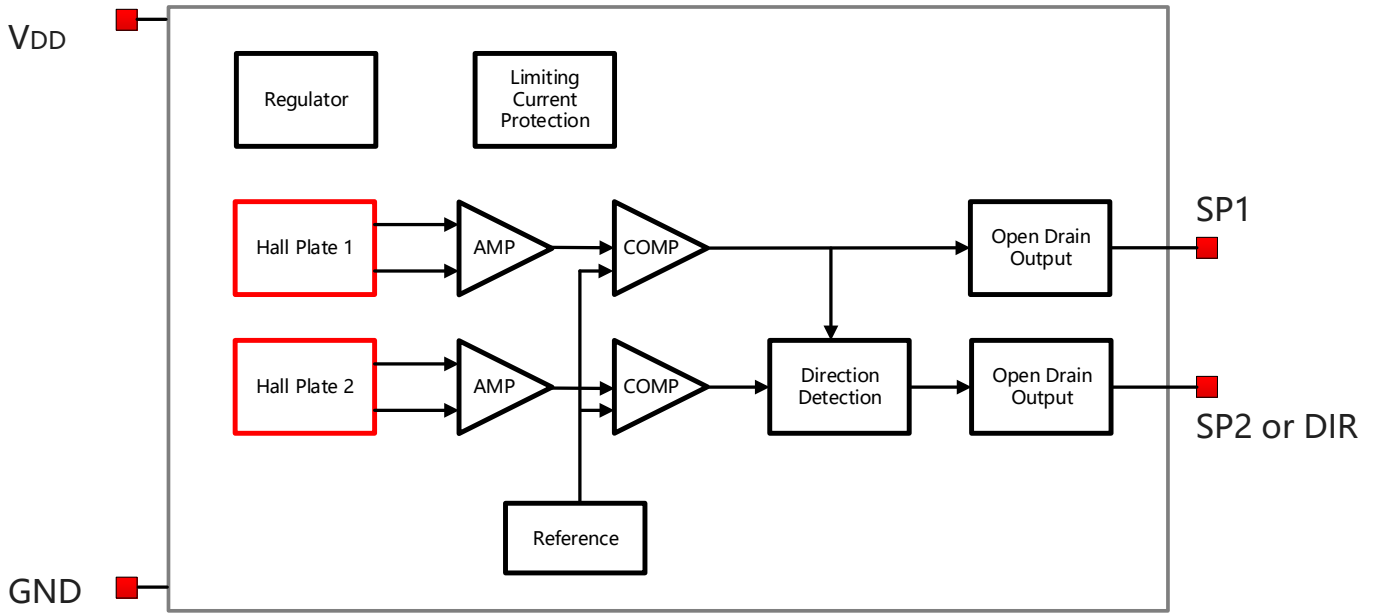 VDD
Regulator
Limiting
Current
Protection
Hall Plate 1
AMP
COMP
Open Drain
Output
SP1
Hall Plate 2
AMP
COMP
Direction
Detection
Open Drain
Output
SP2 or DIR
Reference
GND